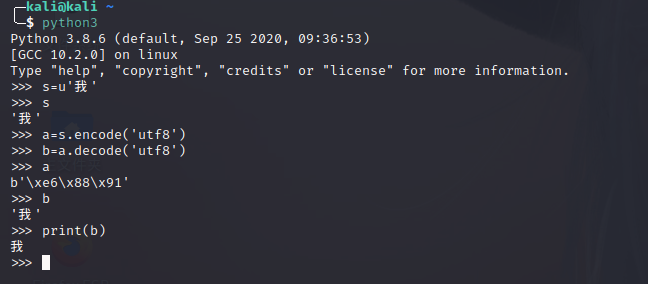 kali@kali ~
$ python3
Python 3.8.6 (default, Sep 25 2020, 09:36:53)
[GCC 10.2.0] on linux
Type "help", "copyright", "credits" or "license" for more information.
>>> s=u'我'
>>> s
'我'
>>> a=s.encode('utf8')
>>> b=a.decode('utf8')
>>> a
b'\xe6\x88\x91'
>>> b
'我'
>>> print(b)
我
>>>